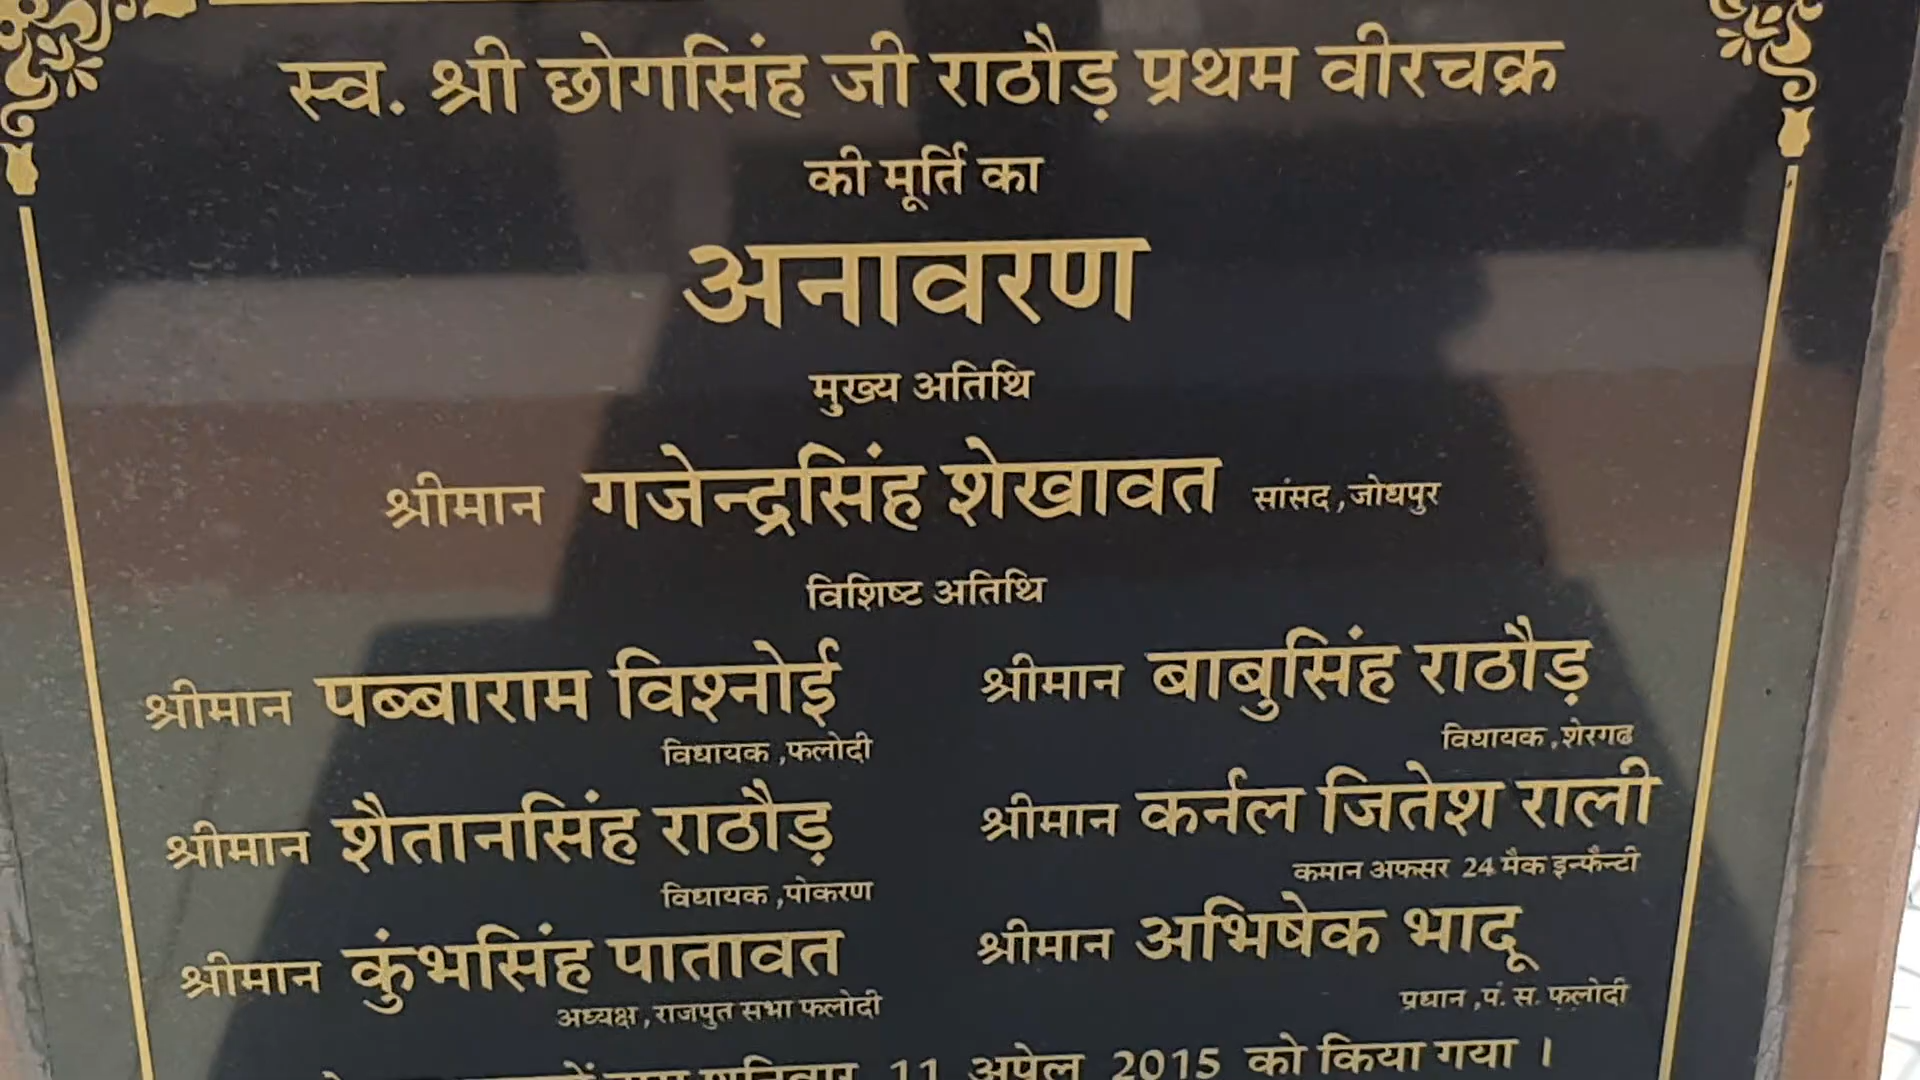 स्व. श्री छोगसिंह जी राठौड़ प्रथम वीरचक्र
की मूर्ति का
अनावरण
मुख्य अतिथि
श्रीमान गजेन्द्रसिंह शेखावत सांसद,जोधपुर
विशिष्ट अतिथि
श्रीमान पब्बाराम विश्नोई
विधायक,फलोदी
श्रीमान बाबुसिंह राठौड़
विधायक,शेरगढ
श्रीमान शैतानसिंह राठौड़
विधायक,पोकरण
श्रीमान कर्नल जितेश राली
कमान अफसर 24 मैक इन्फैन्टी
श्रीमान कुंभसिंह पातावत
अध्यक्ष,राजपुत सभा फलोदी
श्रीमान अभिषेक भादू
प्रधान,पं. स. फलोदी
शनिवार 11 अप्रेल 2015 को किया गया ।